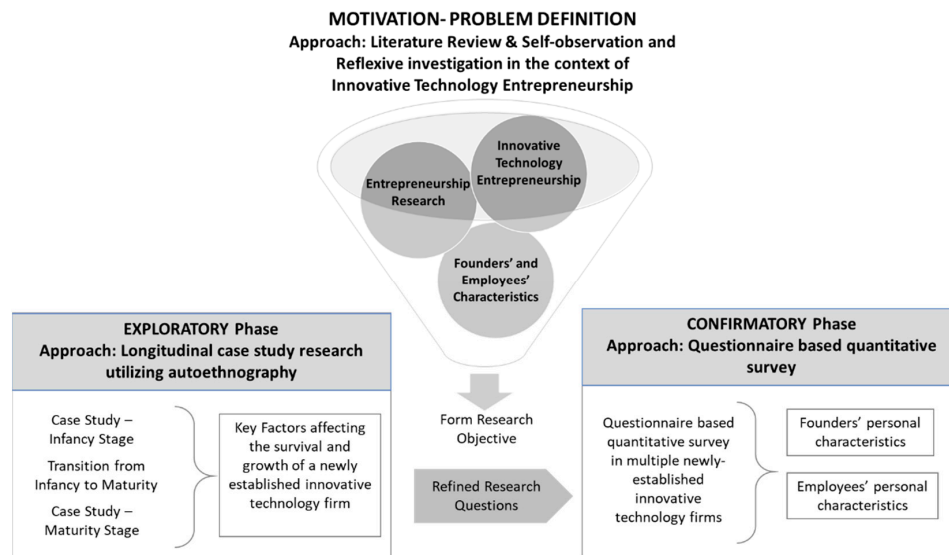 MOTIVATION- PROBLEM DEFINITION
Approach: Literature Review & Self-observation and
Reflexive investigation in the context of
Innovative Technology Entrepreneurship
Innovative
Technology
Entrepreneurship
Entrepreneurship
Research
Founders' and
Employees'
Characteristics
EXPLORATORY Phase
Approach: Longitudinal case study research
utilizing autoethnography
Case Study –
Infancy Stage
Transition from
Infancy to Maturity
Case Study –
Maturity Stage
Key Factors affecting
the survival and
growth of a newly
established innovative
technology firm
Form Research
Objective
Refined Research
Questions
CONFIRMATORY Phase
Approach: Questionnaire based quantitative
survey
Questionnaire based
quantitative survey
in multiple newly-
established
innovative
technology firms
Founders' personal
characteristics
Employees' personal
characteristics